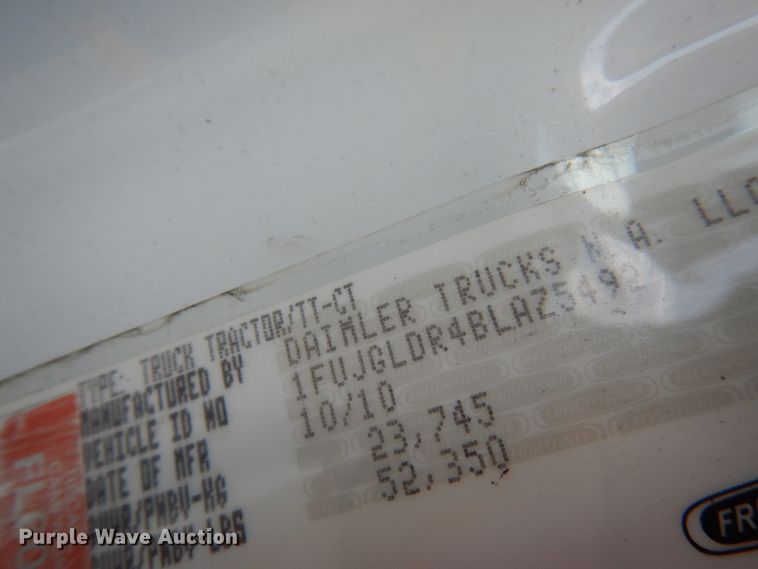 TYPE: TRUCK TRACTOR/TT-CT
MANUFACTURED BY DAIMLER TRUCKS N. A. LLC
VEHICLE ID NO 1FUJGLDR4BLAZ5492
DATE OF MFR 10/10
23,745
52,350
FR
Purple Wave Auction